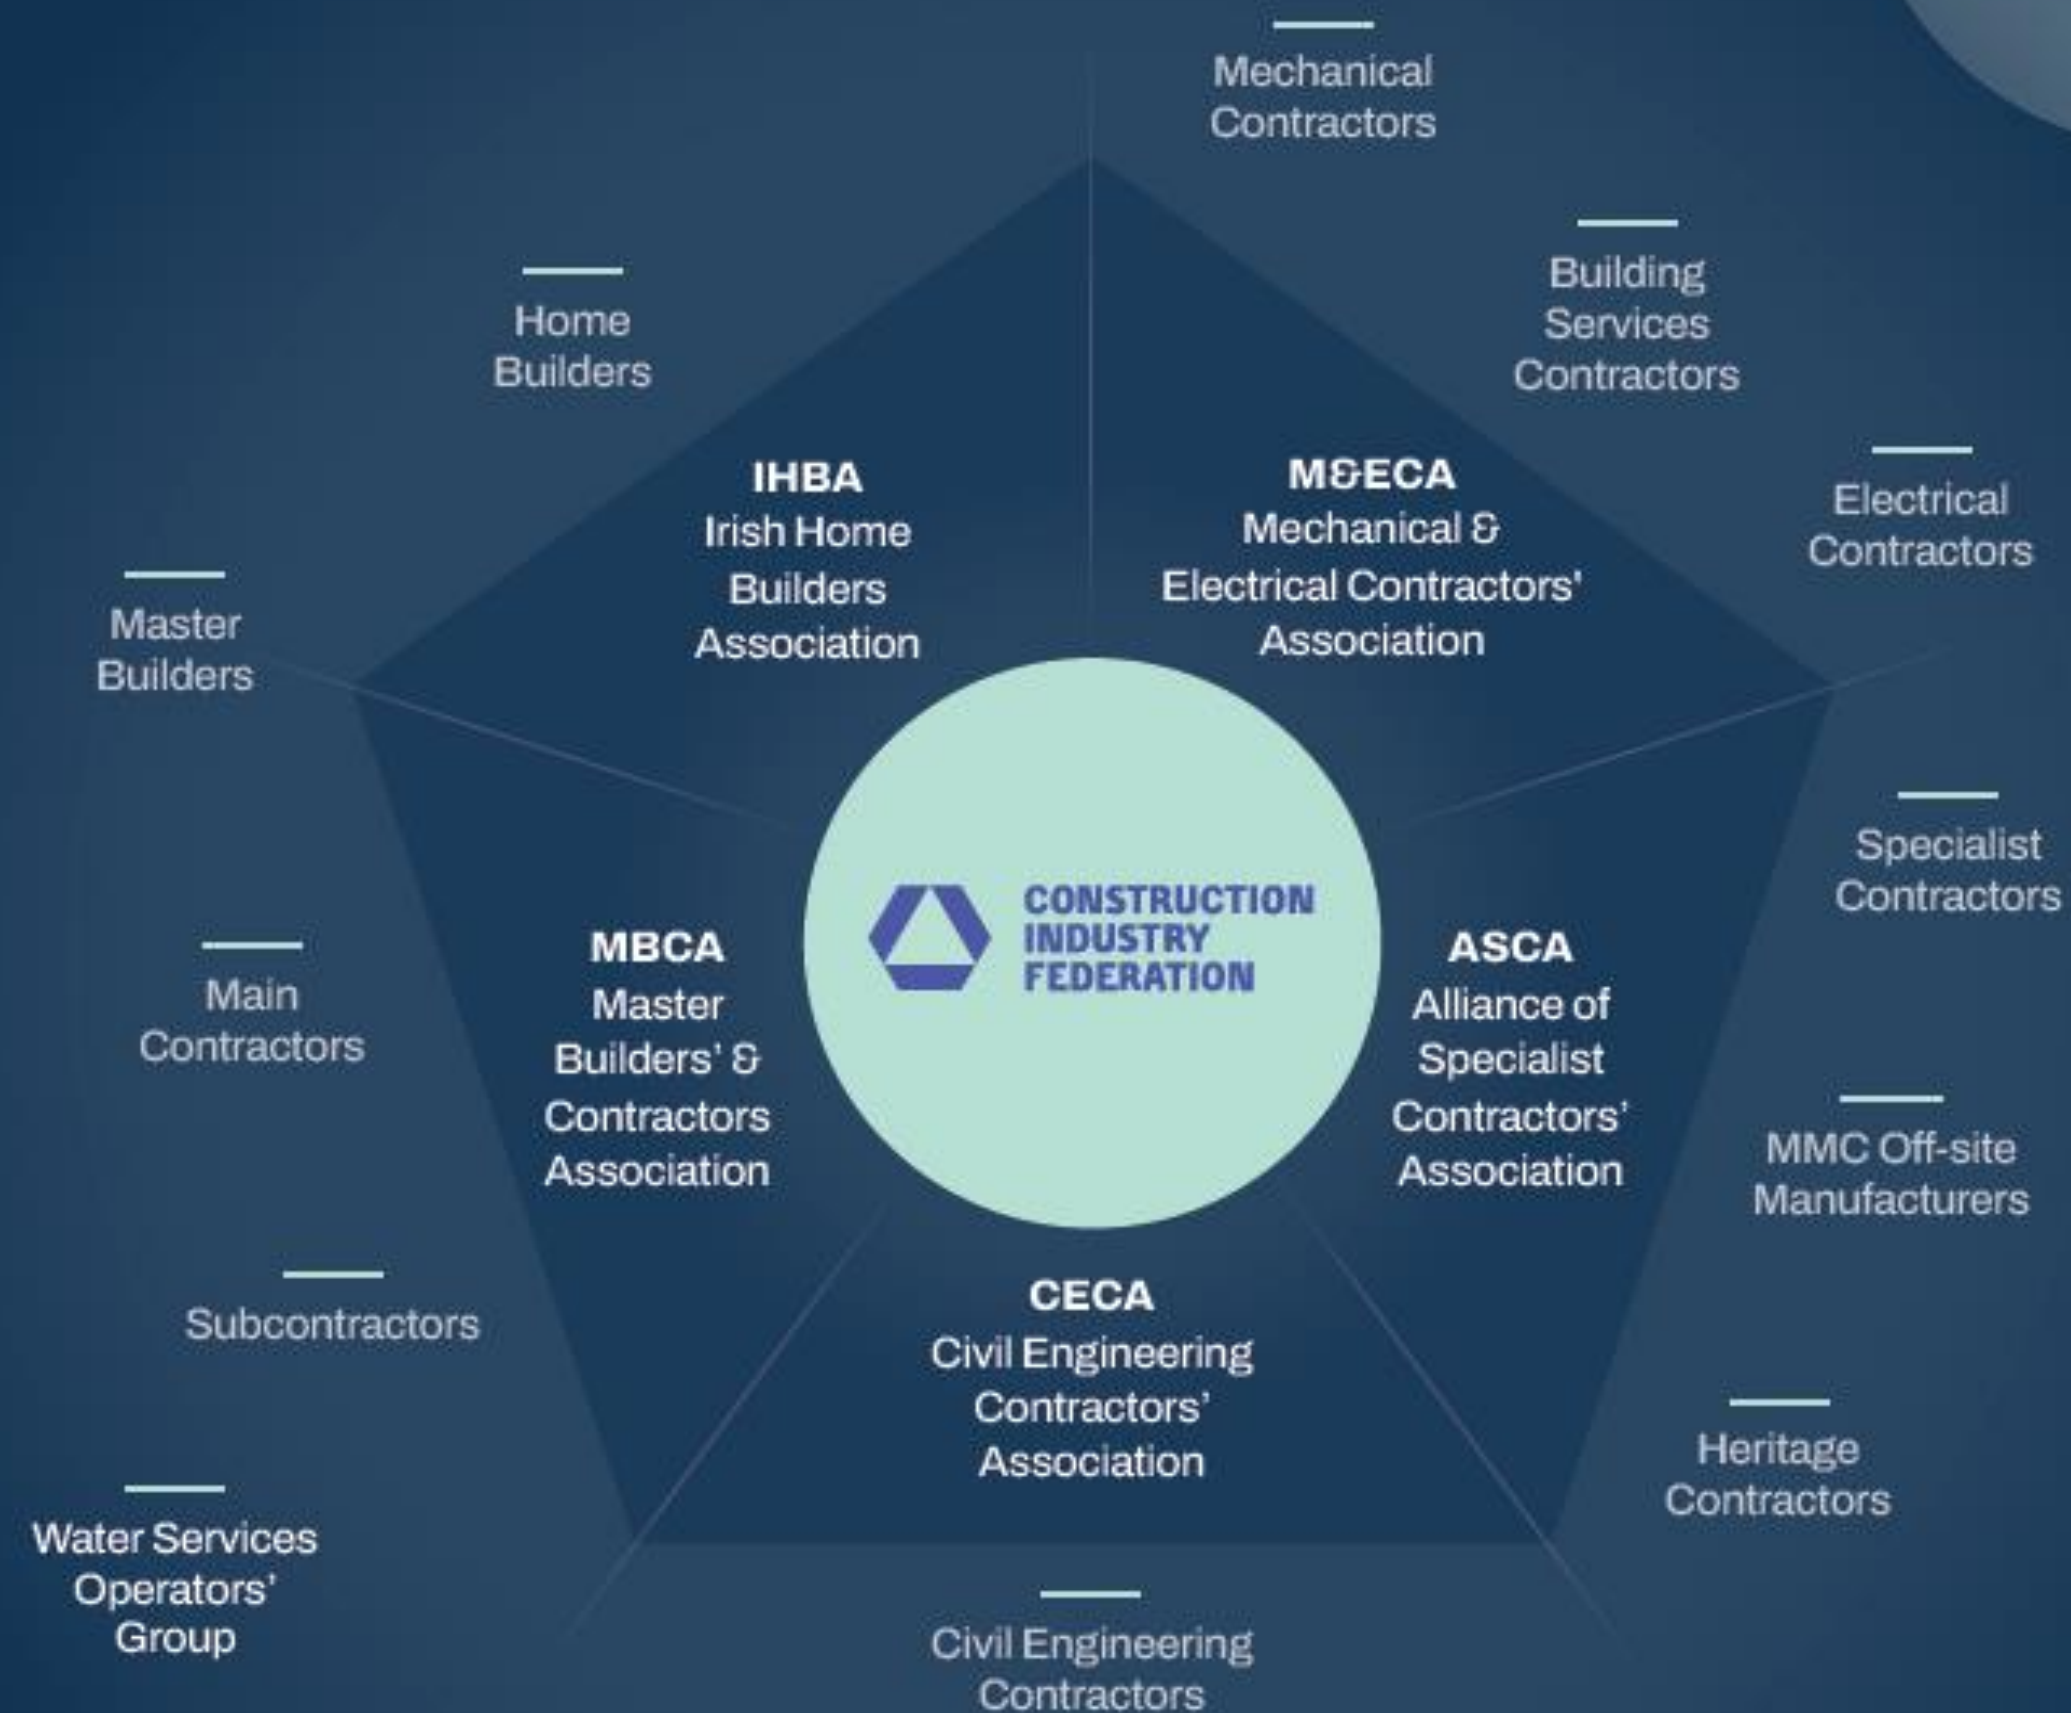 Mechanical
Contractors
Building
Services
Contractors
Home
Builders
Electrical
Contractors
IHBA
Irish Home
Builders
Association
M&ECA
Mechanical &
Electrical Contractors'
Association
Master
Builders
Specialist
Contractors
CONSTRUCTION
INDUSTRY
FEDERATION
MBCA
Master
Builders’ &
Contractors
Association
ASCA
Alliance of
Specialist
Contractors’
Association
Main
Contractors
MMC Off-site
Manufacturers
Subcontractors
CECA
Civil Engineering
Contractors’
Association
Heritage
Contractors
Water Services
Operators’
Group
Civil Engineering
Contractors